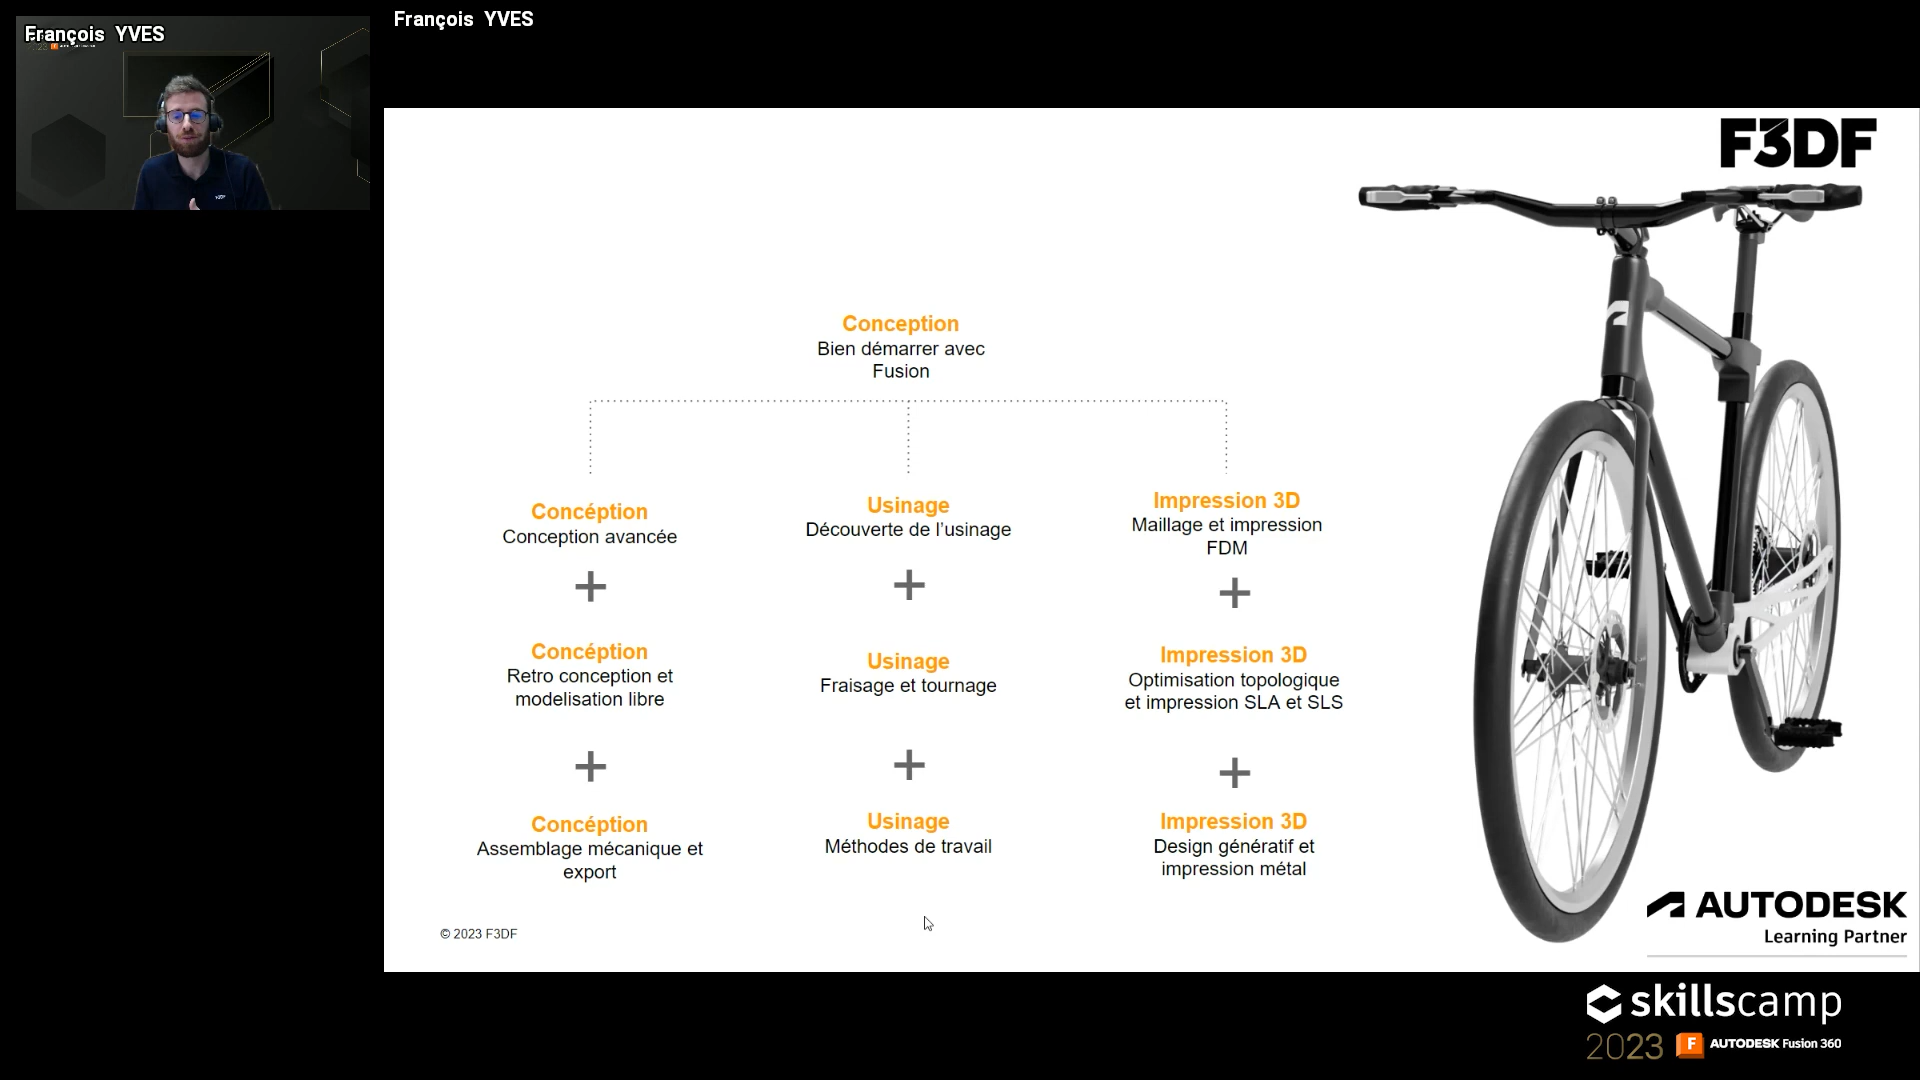 François YVES
François YVES
F3DF
Conception
Bien démarrer avec
Fusion
Concéption
Conception avancée
+
Concéption
Retro conception et
modelisation libre
+
Concéption
Assemblage mécanique et
export
Usinage
Découverte de l'usinage
+
Usinage
Fraisage et tournage
+
Usinage
Méthodes de travail
Impression 3D
Maillage et impression
FDM
+
Impression 3D
Optimisation topologique
et impression SLA et SLS
+
Impression 3D
Design génératif et
impression métal
© 2023 F3DF
AUTODESK
Learning Partner
skillscamp
2023 F AUTODESK Fusion 360